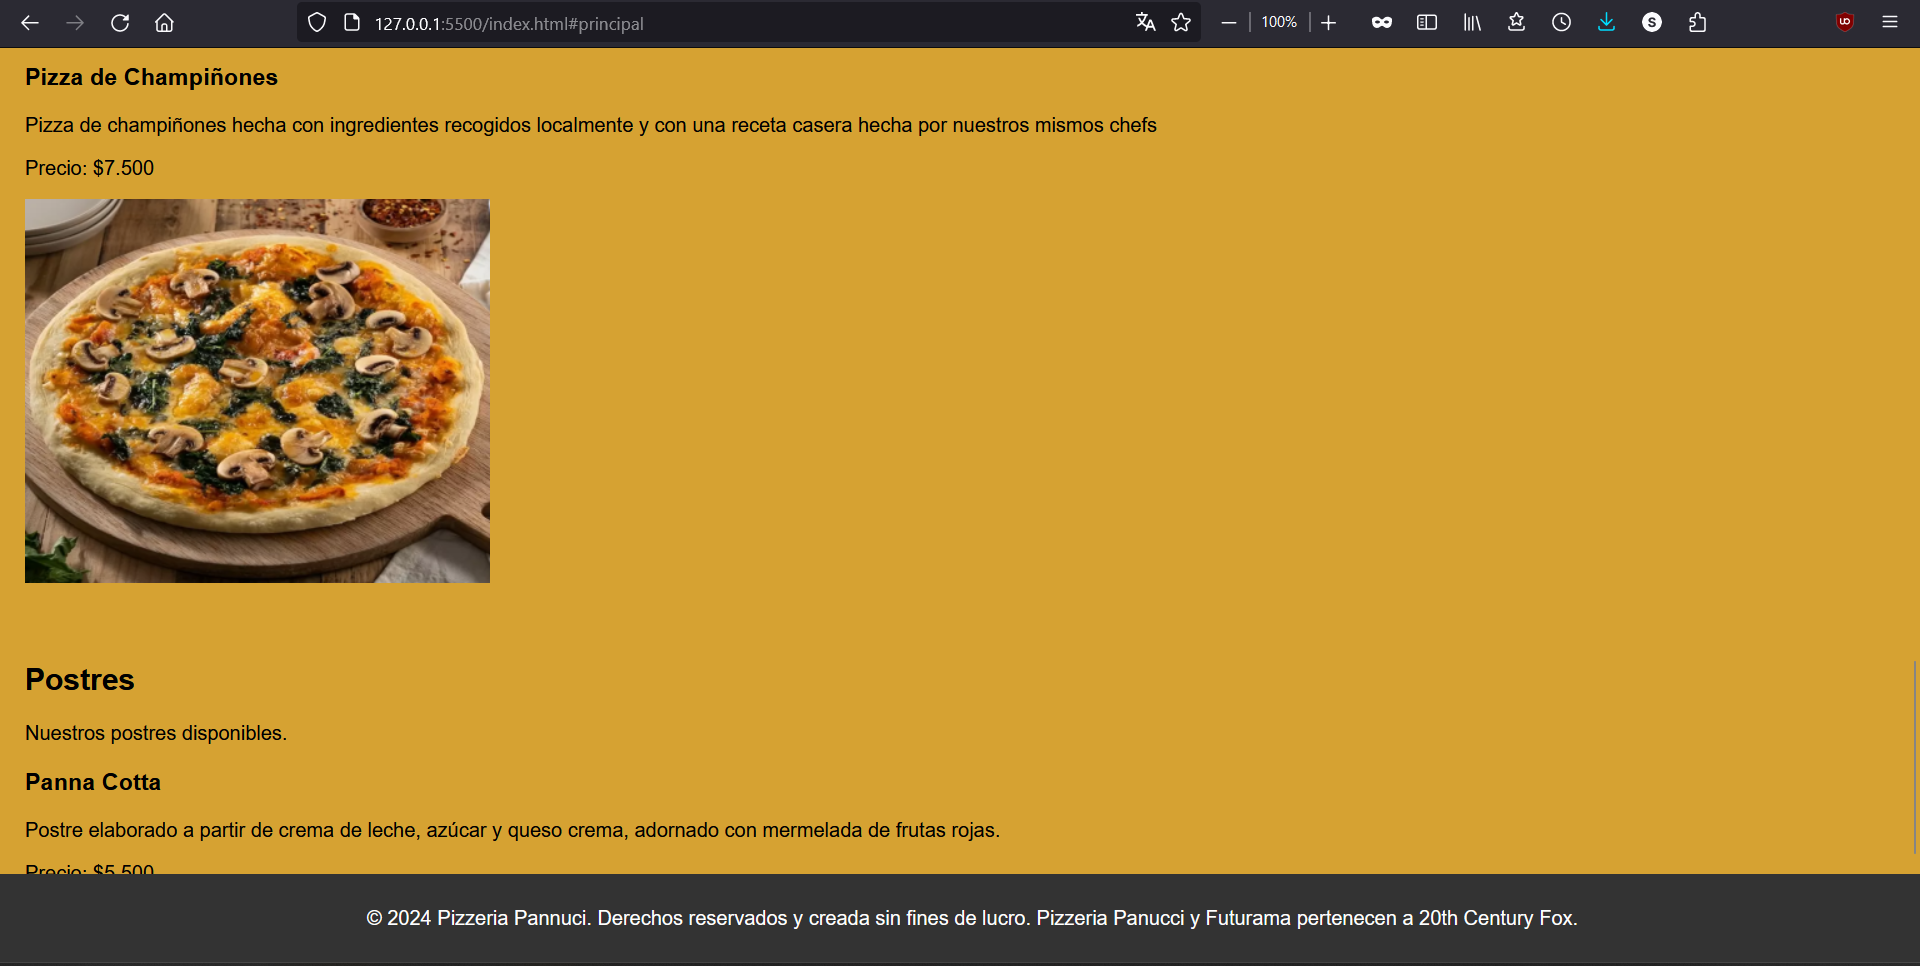 127.0.0.1:5500/index.html#principal
100%
Pizza de Champiñones
Pizza de champiñones hecha con ingredientes recogidos localmente y con una receta casera hecha por nuestros mismos chefs
Precio: $7.500
Postres
Nuestros postres disponibles.
Panna Cotta
Postre elaborado a partir de crema de leche, azúcar y queso crema, adornado con mermelada de frutas rojas.
Precio: $5.500
© 2024 Pizzeria Pannuci. Derechos reservados y creada sin fines de lucro. Pizzeria Panucci y Futurama pertenecen a 20th Century Fox.